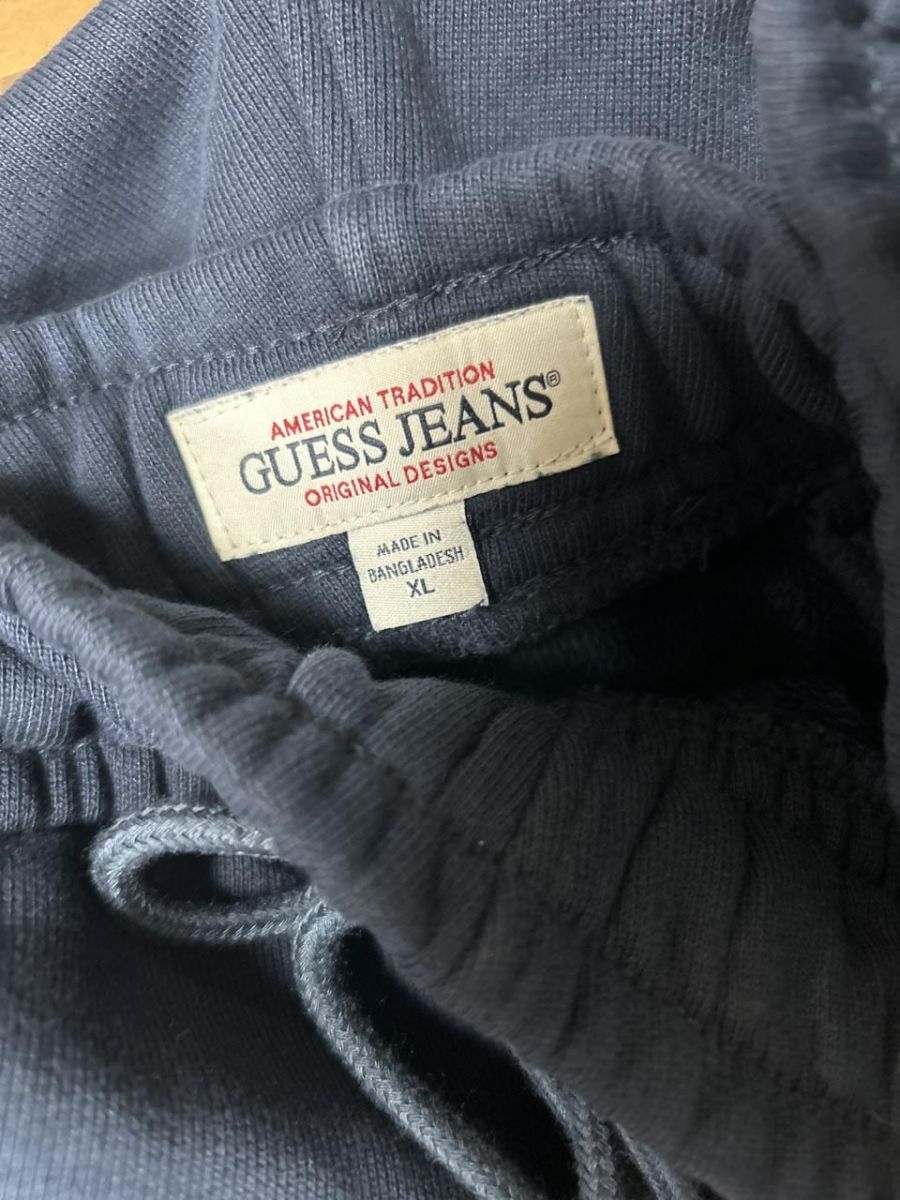 AMERICAN TRADITION
GUESS JEANS®
ORIGINAL DESIGNS
MADE IN
BANGLADESH
XL